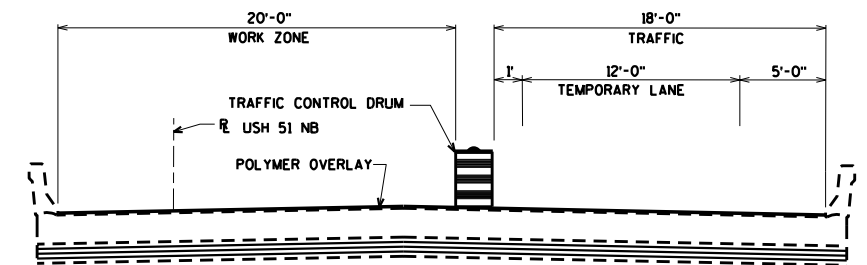 20'-0"
WORK ZONE
18'-0"
TRAFFIC
1'
12'-0"
TEMPORARY LANE
5'-0"
TRAFFIC CONTROL DRUM
RL USH 51 NB
POLYMER OVERLAY